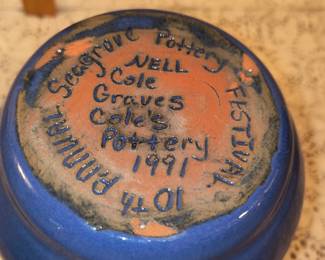 10th ANNUAL Seagrove Pottery FESTIVAL
NELL
Cole
Graves
Cole's
Pottery
1991